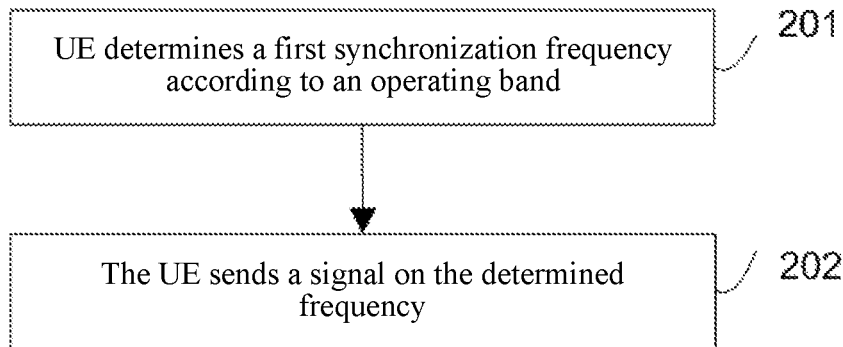 UE determines a first synchronization frequency
according to an operating band
201
The UE sends a signal on the determined
frequency
202